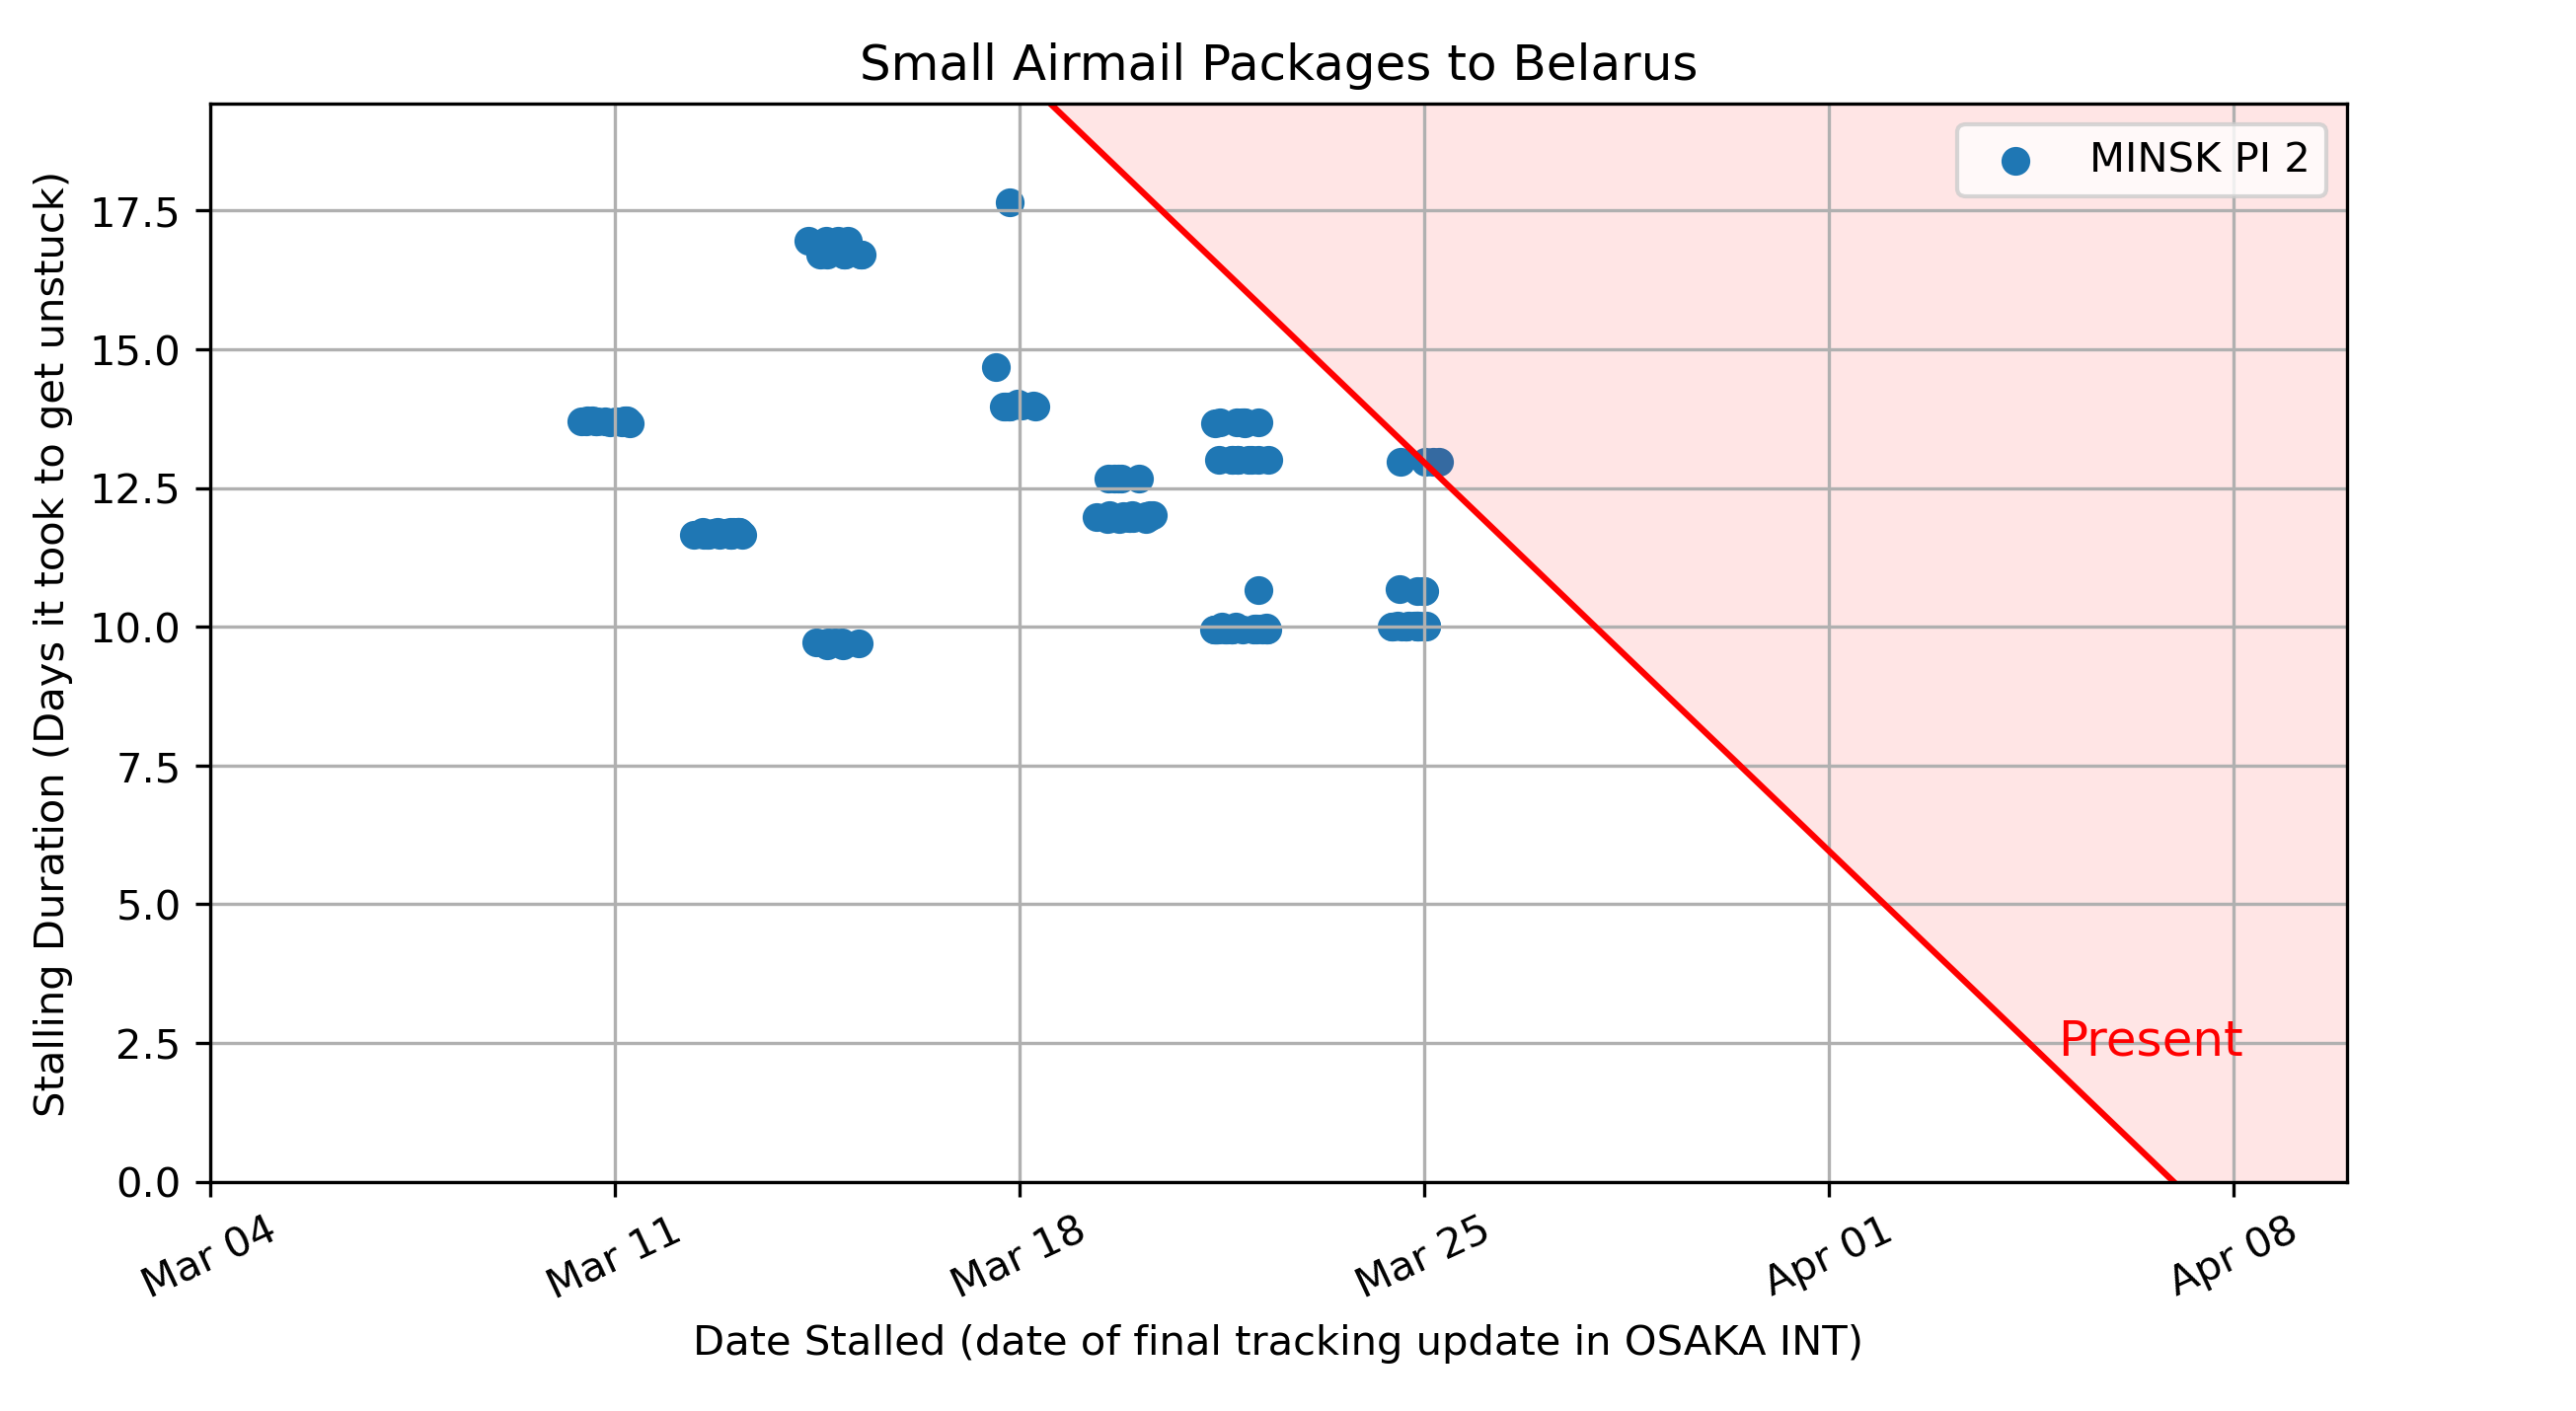 Small Airmail Packages to Belarus
MINSK PI 2
Stalling Duration (Days it took to get unstuck)
17.5
15.0
12.5
10.0
7.5
5.0
2.5
0.0
Present
Mar 04
Mar 11
Mar 18
Mar 25
Apr 01
Apr 08
Date Stalled (date of final tracking update in OSAKA INT)